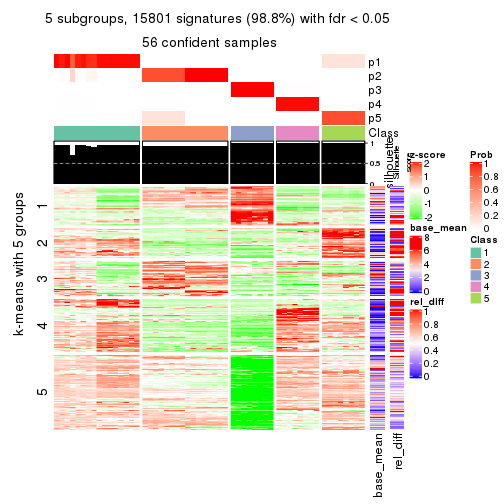 5 subgroups, 15801 signatures (98.8%) with fdr < 0.05
56 confident samples
p1
p2
p3
p4
p5
Class
1
0.5
0
silhouette
Silhouette
score
k-means with 5 groups
1
2
3
4
5
base_mean
rel_diff
z-score
2
1
0
-1
-2
base_mean
8
6
4
2
0
rel_diff
1
0.8
0.6
0.4
0.2
0
Prob
1
0.8
0.6
0.4
0.2
0
Class
1
2
3
4
5